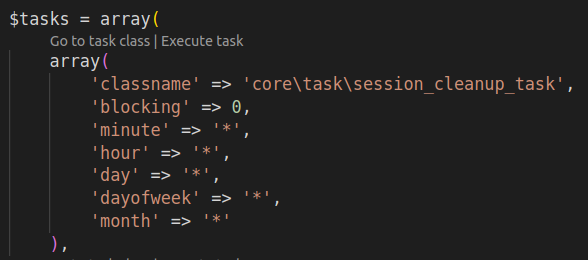 $tasks = array(
Go to task class | Execute task
array(
'classname' => 'core\task\session_cleanup_task',
'blocking' => 0,
'minute' => '*',
'hour' => '*',
'day' => '*',
'dayofweek' => '*',
'month' => '*'
),